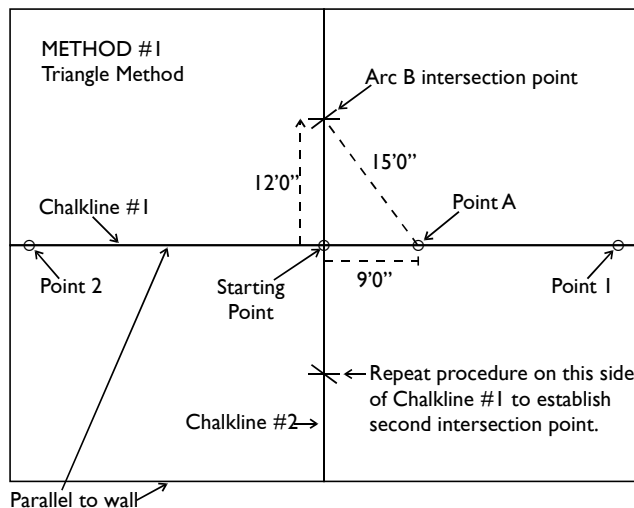 METHOD #1
Triangle Method
Arc B intersection point
15'0”
12'0”
Chalkline #1
Point A
Point 2
Starting
Point
9'0”
Point 1
Repeat procedure on this side
of Chalkline #1 to establish
second intersection point.
Chalkline #2
Parallel to wall